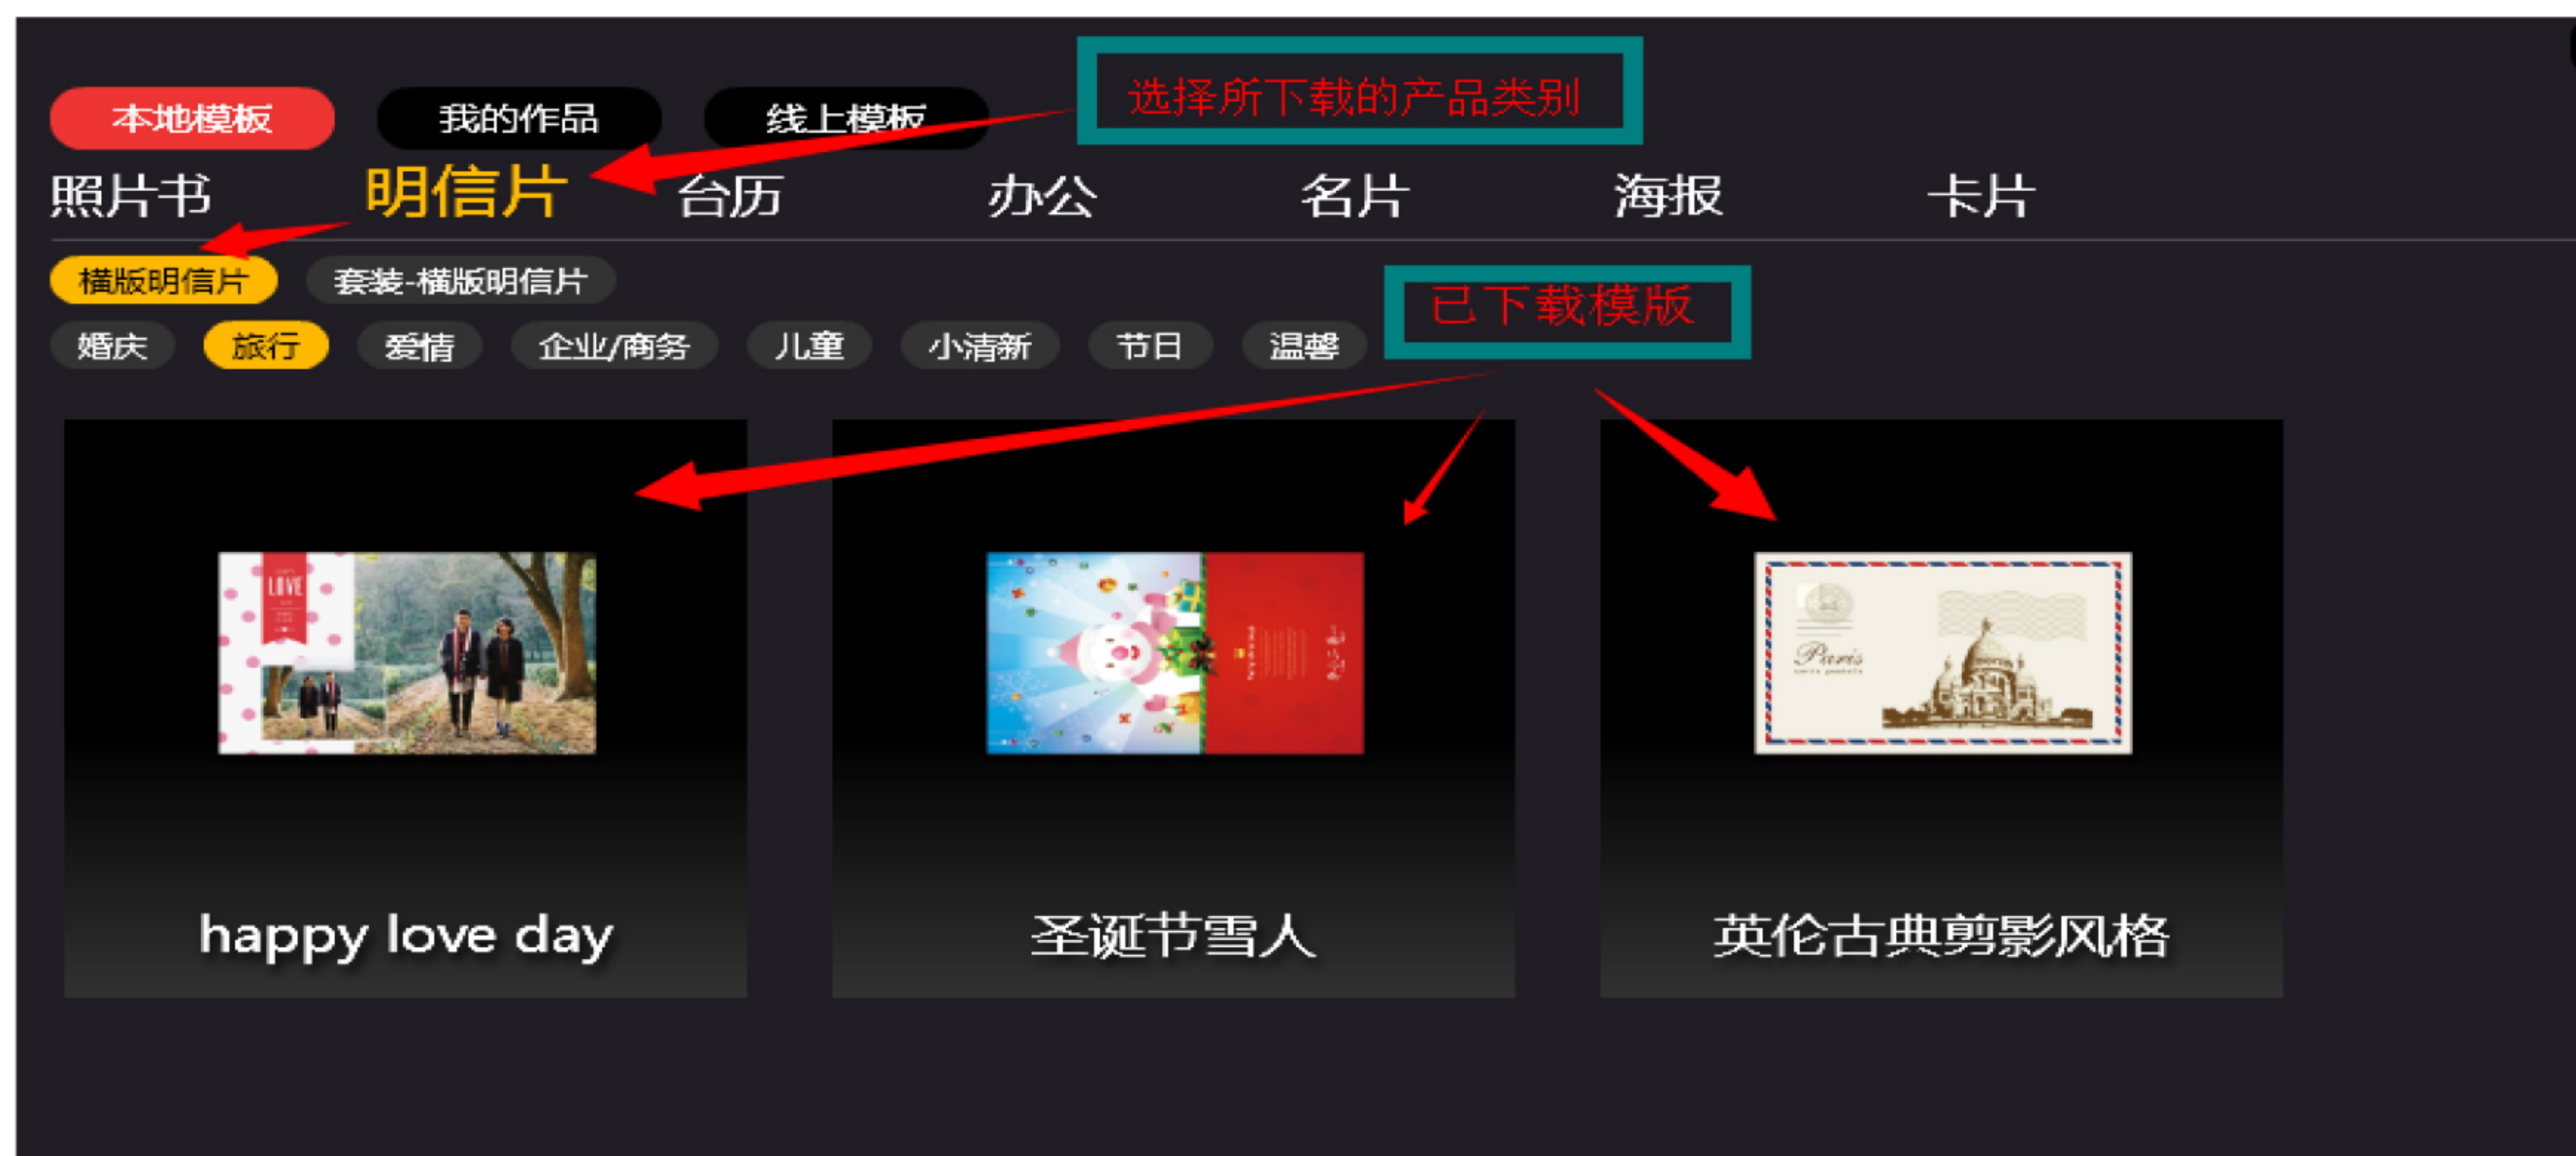 选择所下载的产品类别
本地模板 我的作品 线上模板
照片书 明信片 台历 办公 名片 海报 卡片
横版明信片 套装-横版明信片
已下载模版
婚庆 旅行 爱情 企业/商务 儿童 小清新 节日 温馨
LOVE
Paris
happy love day 圣诞节雪人 英伦古典剪影风格